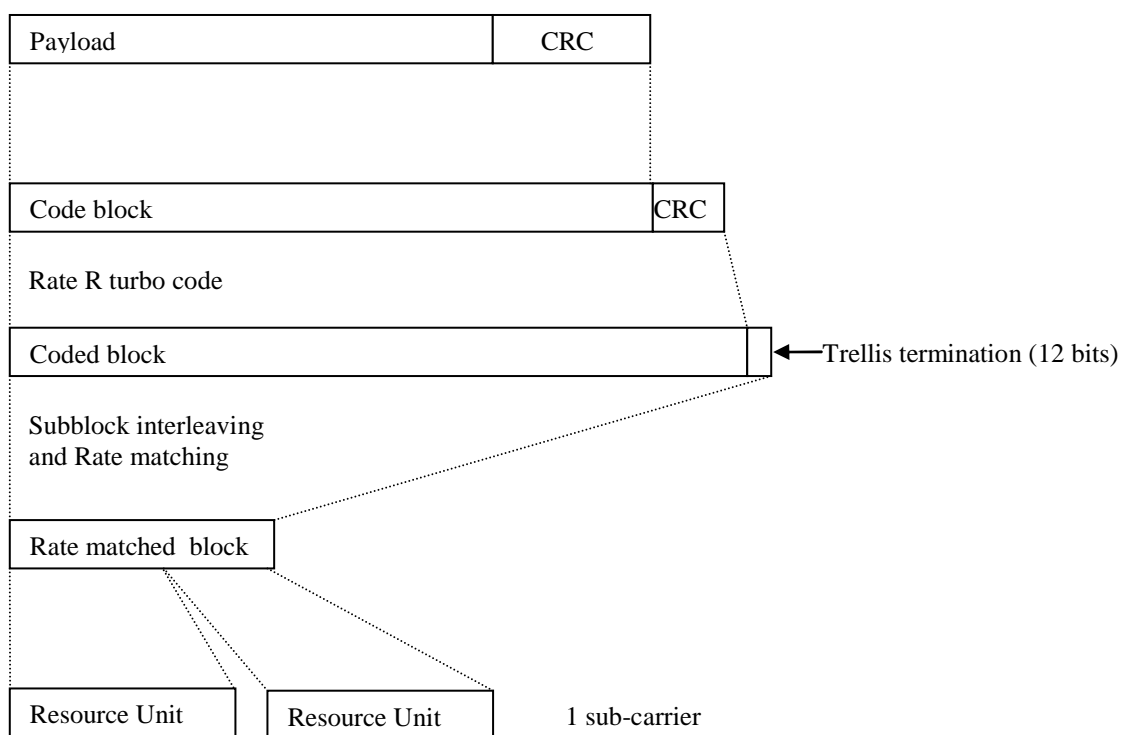 Payload
CRC
Code block
CRC
Rate R turbo code
Coded block
Trellis termination (12 bits)
Subblock interleaving
and Rate matching
Rate matched block
Resource Unit
Resource Unit
1 sub-carrier